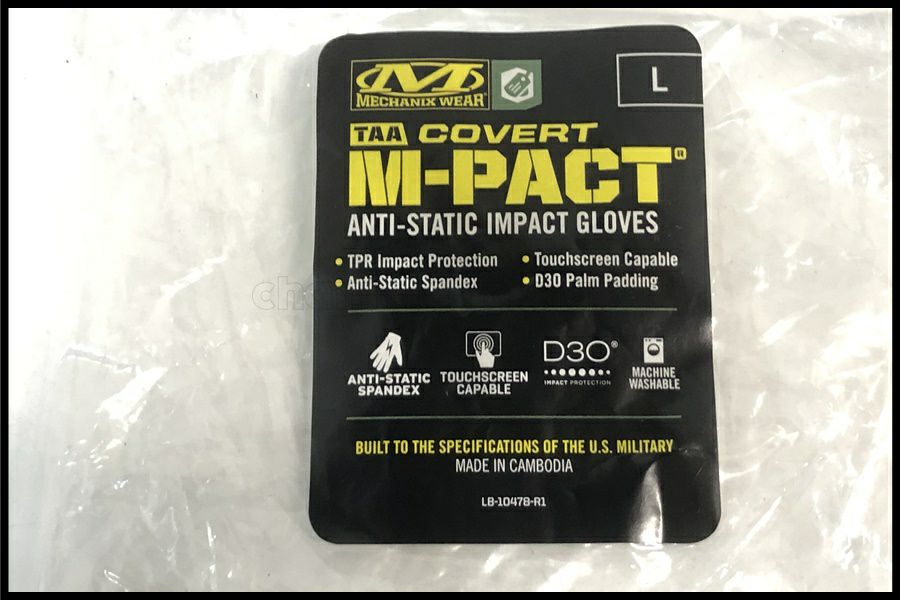 MECHANIX WEAR
L
TAA COVERT
M-PACT®
ANTI-STATIC IMPACT GLOVES
• TPR Impact Protection
• Touchscreen Capable
• Anti-Static Spandex
• D3O Palm Padding
ANTI-STATIC
SPANDEX
TOUCHSCREEN
CAPABLE
D3O®
IMPACT PROTECTION
MACHINE
WASHABLE
BUILT TO THE SPECIFICATIONS OF THE U.S. MILITARY
MADE IN CAMBODIA
LB-10478-R1